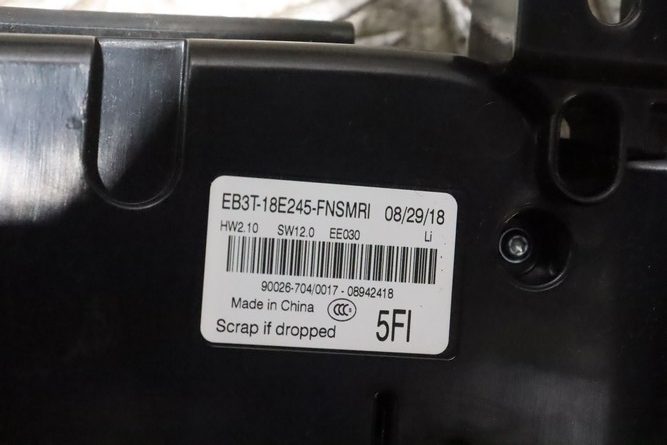 EB3T-18E245-FNSMRI 08/29/18
HW2.10 SW12.0 EE030 Li
90026-704/0017 - 08942418
Made in China CCC
Scrap if dropped 5FI